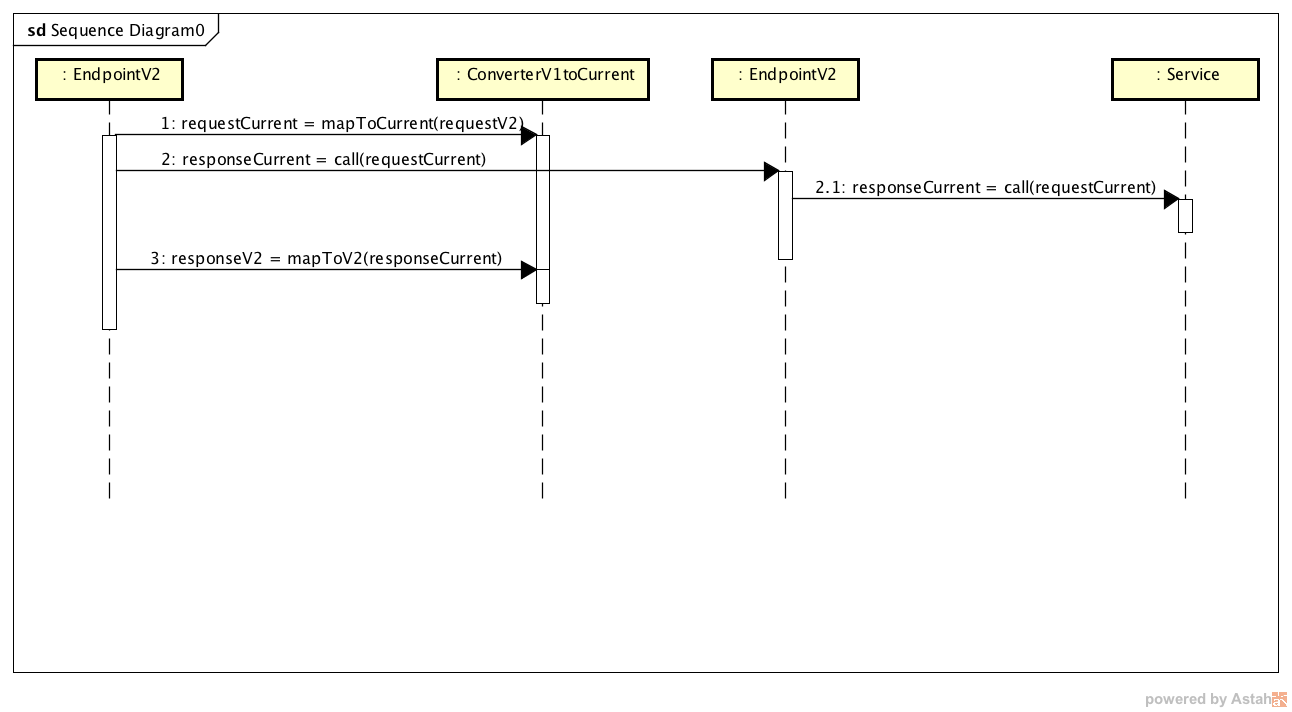 sd Sequence Diagram0
: EndpointV2
: ConverterV1toCurrent
: EndpointV2
: Service
1: requestCurrent = mapToCurrent(requestV2)
2: responseCurrent = call(requestCurrent)
2.1: responseCurrent = call(requestCurrent)
3: responseV2 = mapToV2(responseCurrent)
powered by Astah